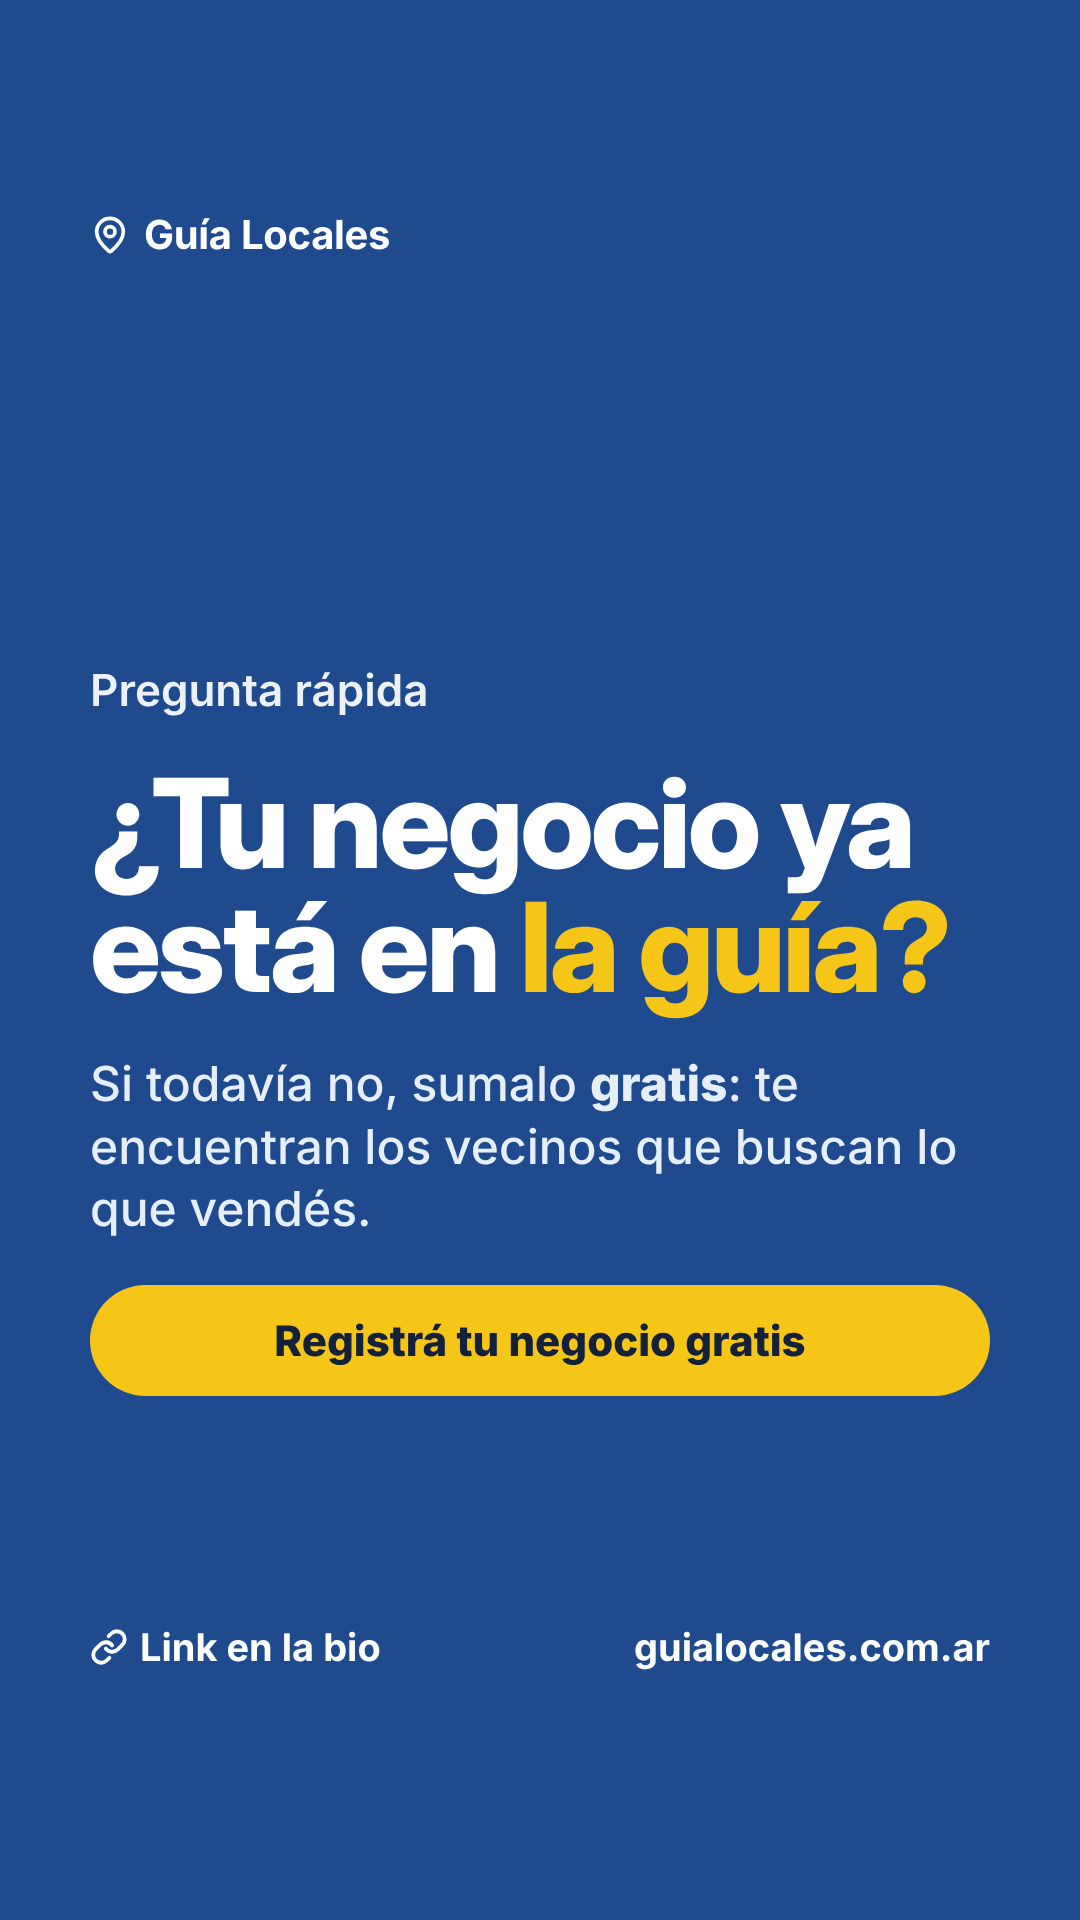 Guía Locales
Pregunta rápida
¿Tu negocio ya
está en la guía?
Si todavía no, sumalo gratis: te
encuentran los vecinos que buscan lo
que vendés.
Registrá tu negocio gratis
Link en la bio
guialocales.com.ar